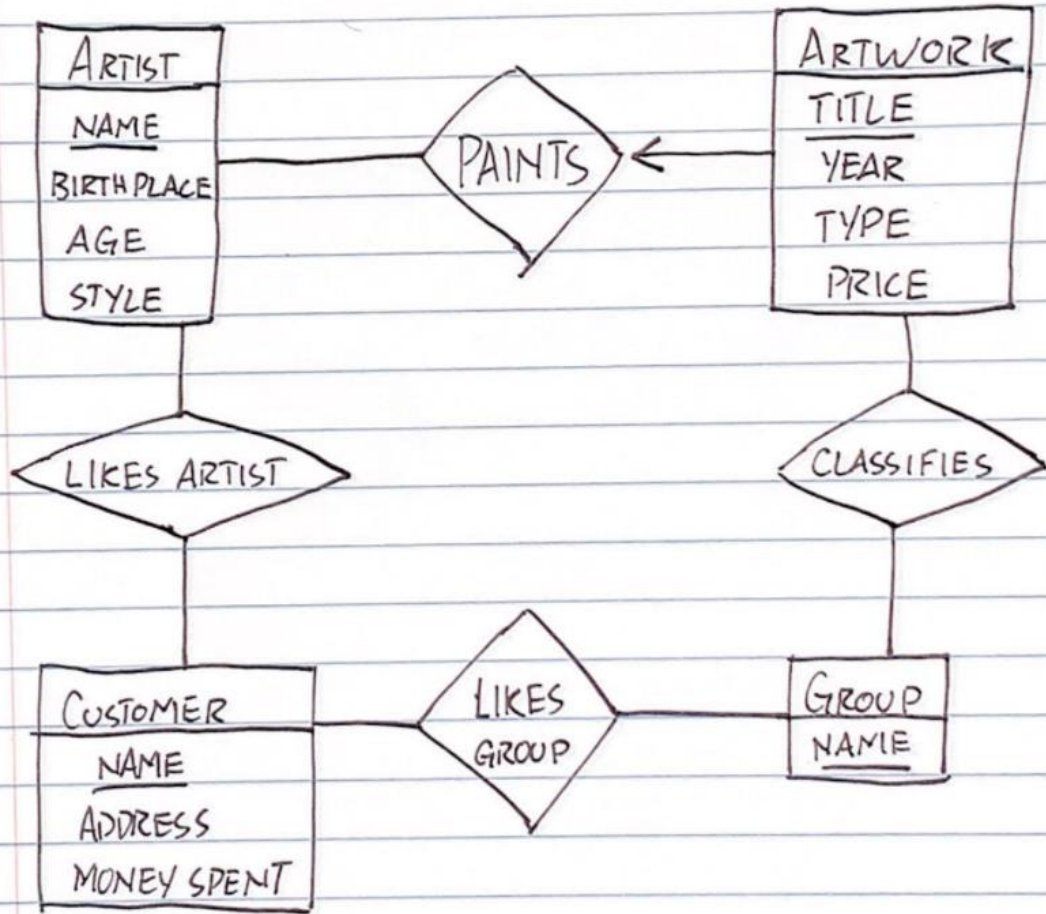 ARTIST
NAME
BIRTHPLACE
AGE
STYLE
PAINTS
ARTWORK
TITLE
YEAR
TYPE
PRICE
LIKES ARTIST
CLASSIFIES
CUSTOMER
NAME
ADDRESS
MONEY SPENT
LIKES
GROUP
GROUP
NAME